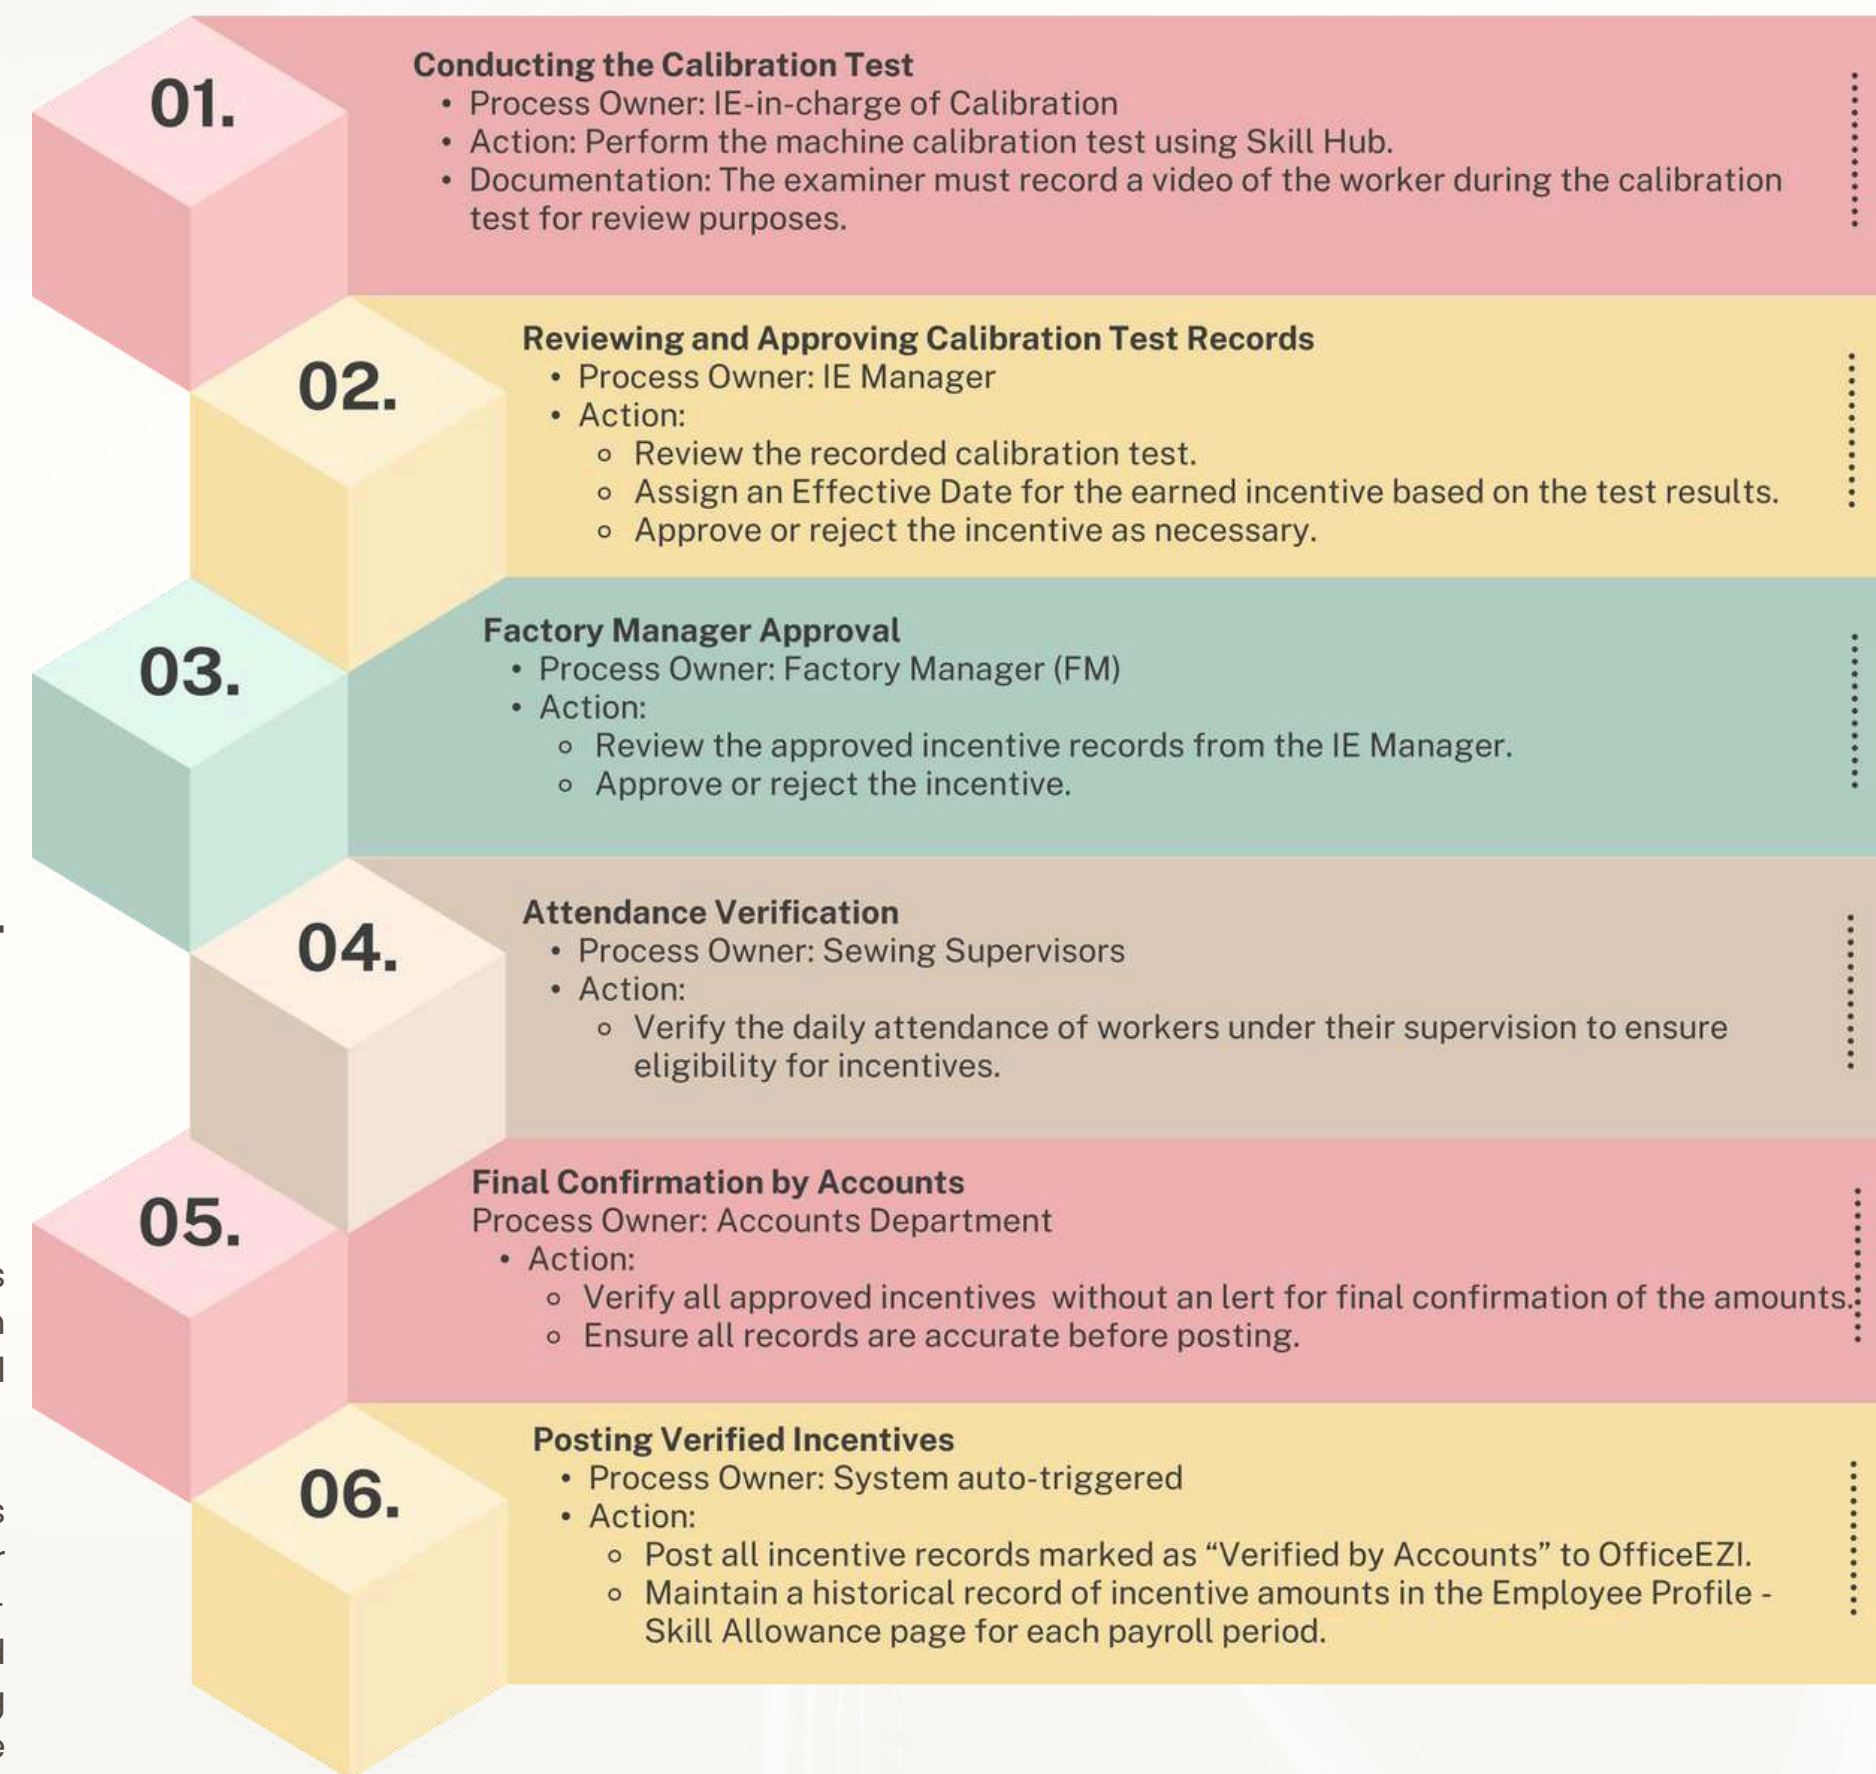 01.
Conducting the Calibration Test
• Process Owner: IE-in-charge of Calibration
• Action: Perform the machine calibration test using Skill Hub.
• Documentation: The examiner must record a video of the worker during the calibration
test for review purposes.
02.
Reviewing and Approving Calibration Test Records
• Process Owner: IE Manager
• Action:
○ Review the recorded calibration test.
○ Assign an Effective Date for the earned incentive based on the test results.
○ Approve or reject the incentive as necessary.
03.
Factory Manager Approval
• Process Owner: Factory Manager (FM)
• Action:
○ Review the approved incentive records from the IE Manager.
○ Approve or reject the incentive.
04.
Attendance Verification
• Process Owner: Sewing Supervisors
• Action:
○ Verify the daily attendance of workers under their supervision to ensure
eligibility for incentives.
05.
Final Confirmation by Accounts
Process Owner: Accounts Department
• Action:
○ Verify all approved incentives  without an lert for final confirmation of the amounts.
○ Ensure all records are accurate before posting.
06.
Posting Verified Incentives
• Process Owner: System auto-triggered
• Action:
○ Post all incentive records marked as “Verified by Accounts” to OfficeEZI.
○ Maintain a historical record of incentive amounts in the Employee Profile -
Skill Allowance page for each payroll period.